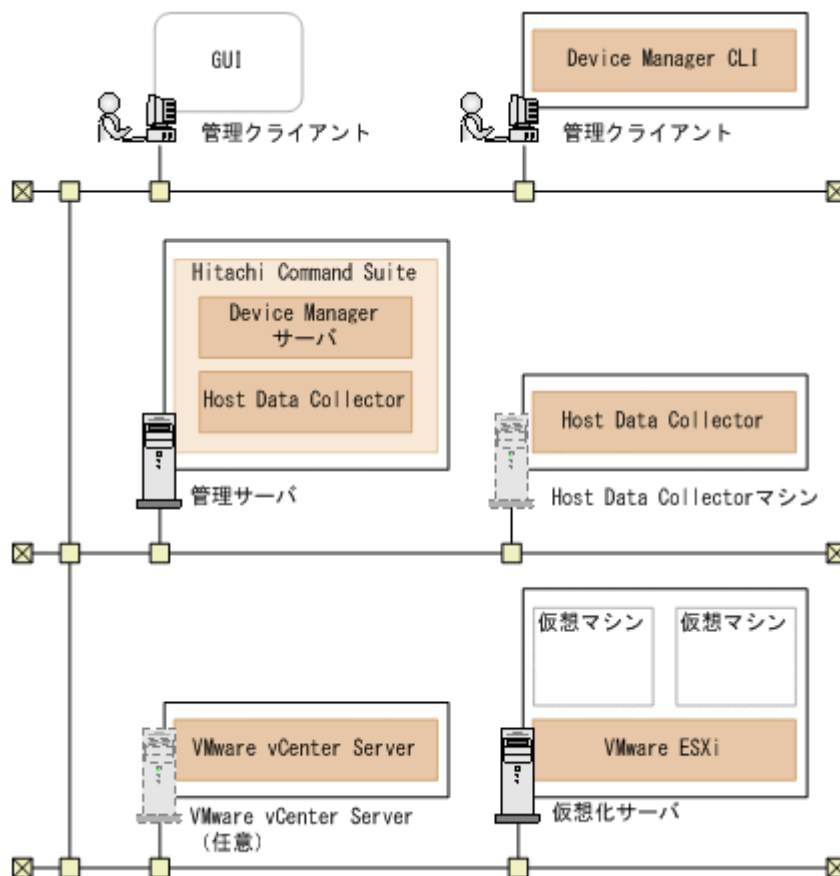 GUI
Device Manager CLI
管理クライアント
管理クライアント
Hitachi Command Suite
Device Manager
サーバ
Host Data Collector
管理サーバ
Host Data Collector
Host Data Collectorマシン
VMware vCenter Server
VMware vCenter Server
(任意)
仮想マシン
仮想マシン
VMware ESXi
仮想化サーバ